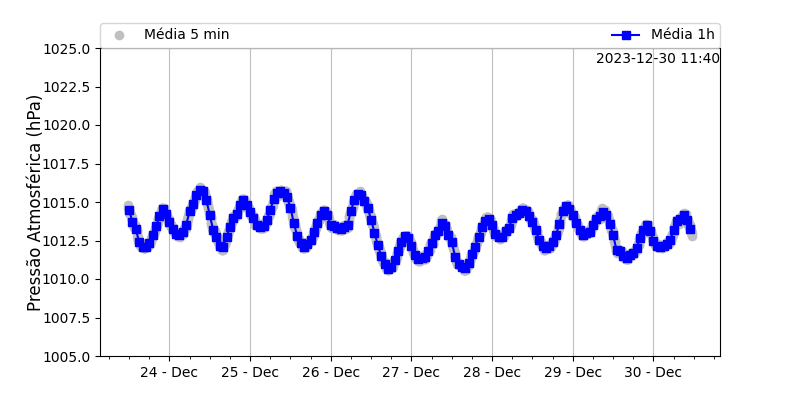 Média 5 min
Média 1h
2023-12-30 11:40
Pressão Atmosférica (hPa)
1025.0
1022.5
1020.0
1017.5
1015.0
1012.5
1010.0
1007.5
1005.0
24 - Dec
25 - Dec
26 - Dec
27 - Dec
28 - Dec
29 - Dec
30 - Dec